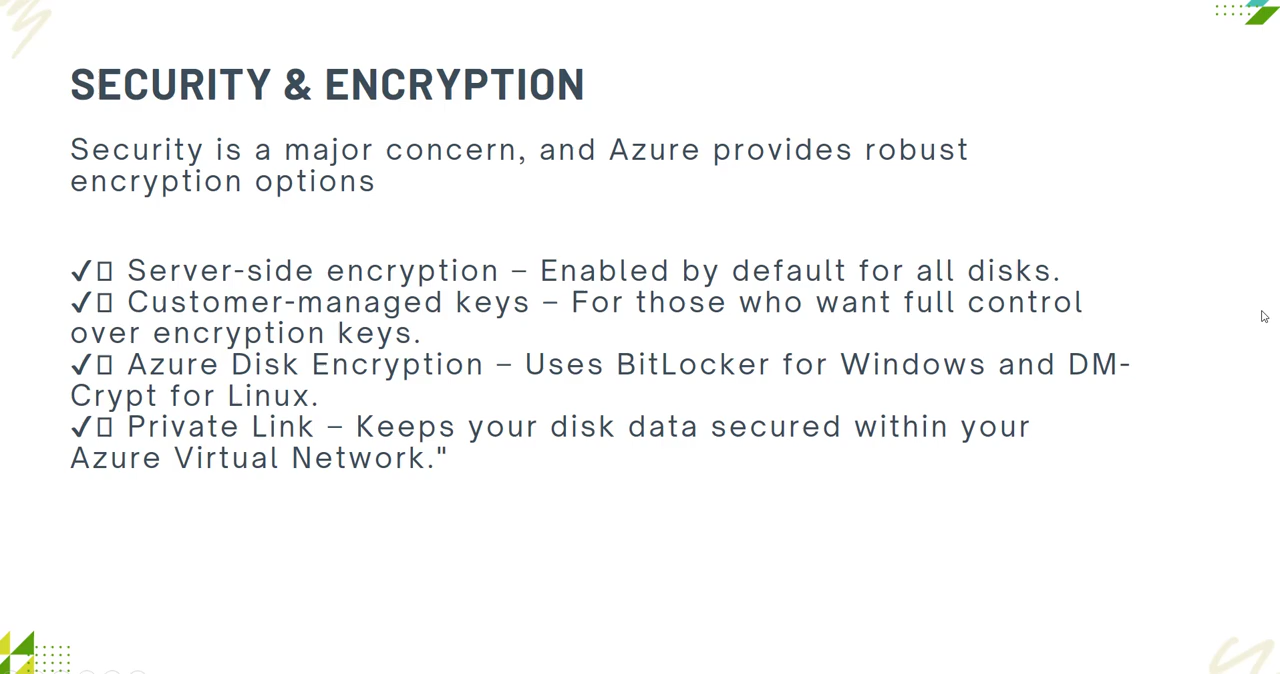 SECURITY & ENCRYPTION
Security is a major concern, and Azure provides robust
encryption options
✔️ Server-side encryption – Enabled by default for all disks.
✔️ Customer-managed keys – For those who want full control
over encryption keys.
✔️ Azure Disk Encryption – Uses BitLocker for Windows and DM-
Crypt for Linux.
✔️ Private Link – Keeps your disk data secured within your
Azure Virtual Network."